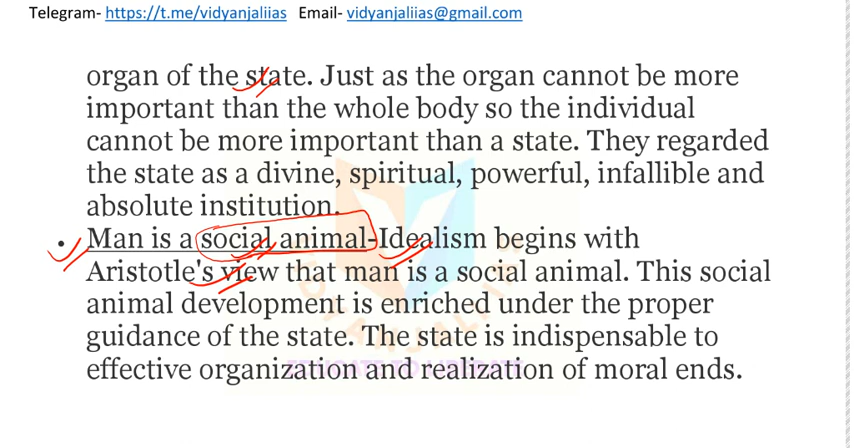 Telegram- https://t.me/vidyanjaliias Email- vidyanjaliias@gmail.com
organ of the state. Just as the organ cannot be more
important than the whole body so the individual
cannot be more important than a state. They regarded
the state as a divine, spiritual, powerful, infallible and
absolute institution.
• Man is a social animal-Idealism begins with
Aristotle's view that man is a social animal. This social
animal development is enriched under the proper
guidance of the state. The state is indispensable to
effective organization and realization of moral ends.